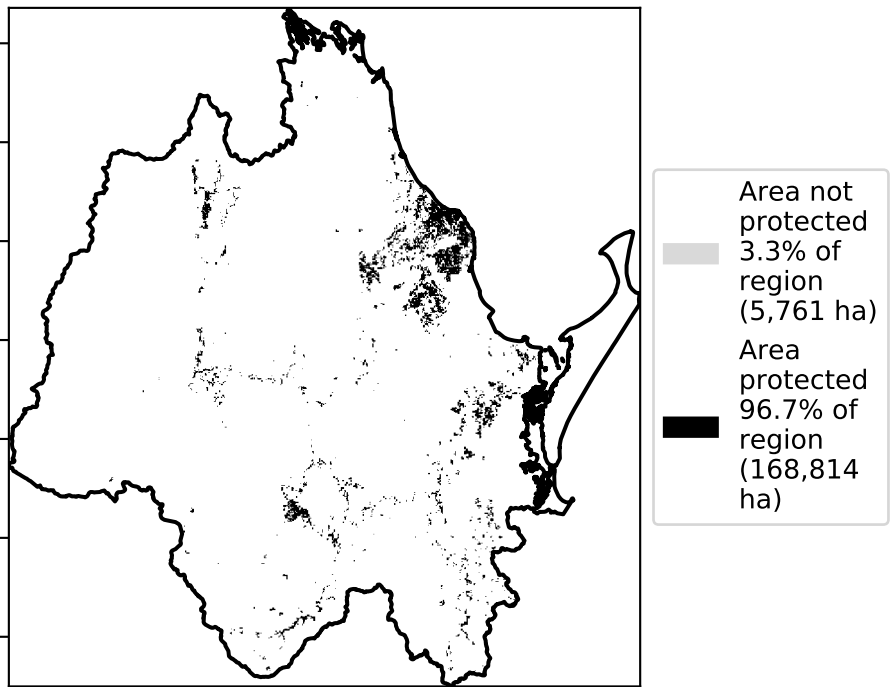 Area not
protected
3.3% of
region
(5,761 ha)
Area
protected
96.7% of
region
(168,814
ha)